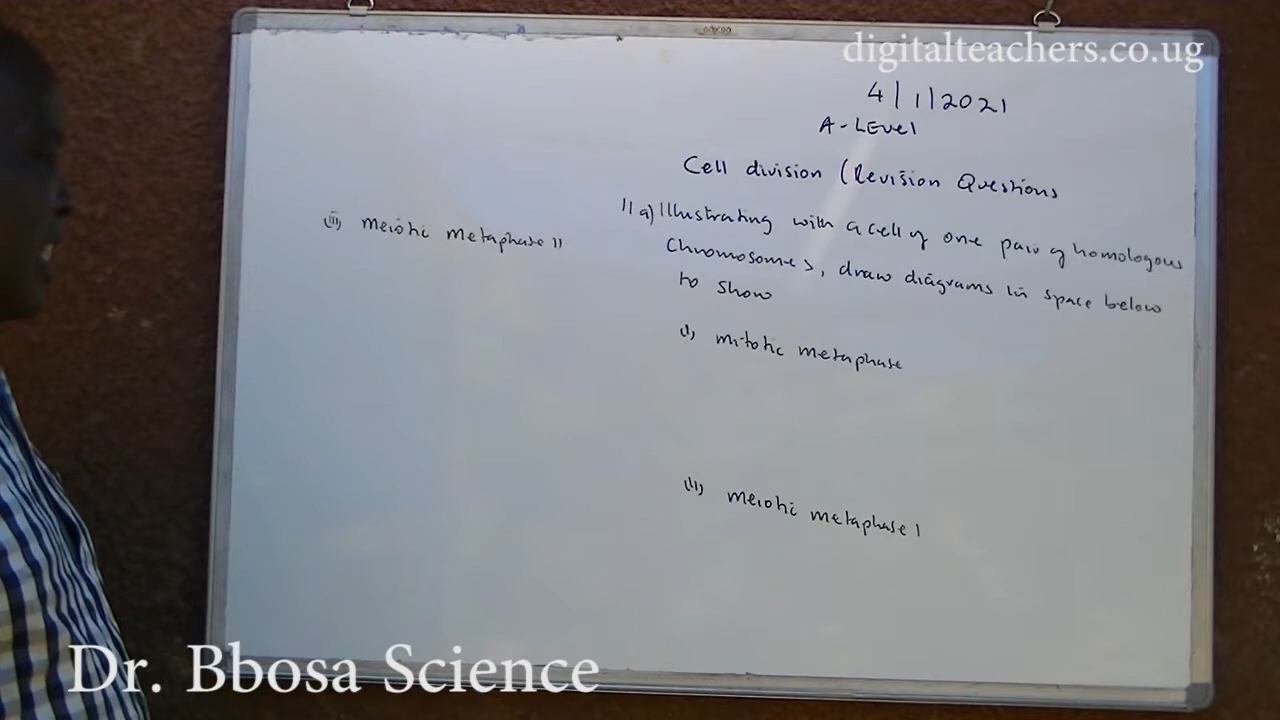 digitalteachers.co.ug
4/1/2021
A-LEvel
Cell division (Revision Questions
11 a) Illustrating with a cell of one pair of homologous
Chromosomes, draw diagrams in space below
to show
(i) mitotic metaphase
(ii) meiotic metaphase I
(iii) meiotic metaphase II
Dr. Bbosa Science